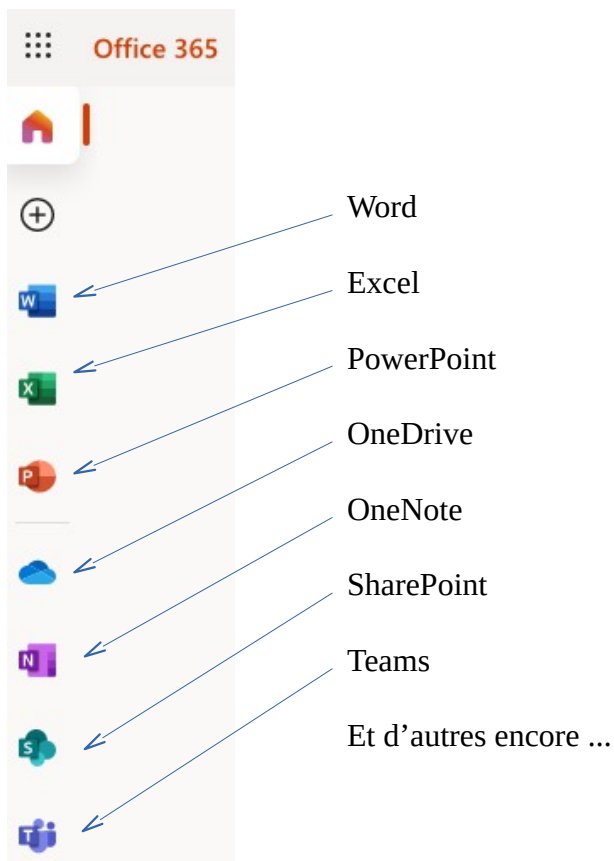 Office 365
Word
W
Excel
X
PowerPoint
P
OneDrive
OneNote
N
SharePoint
S
Teams
T
Et d’autres encore ...